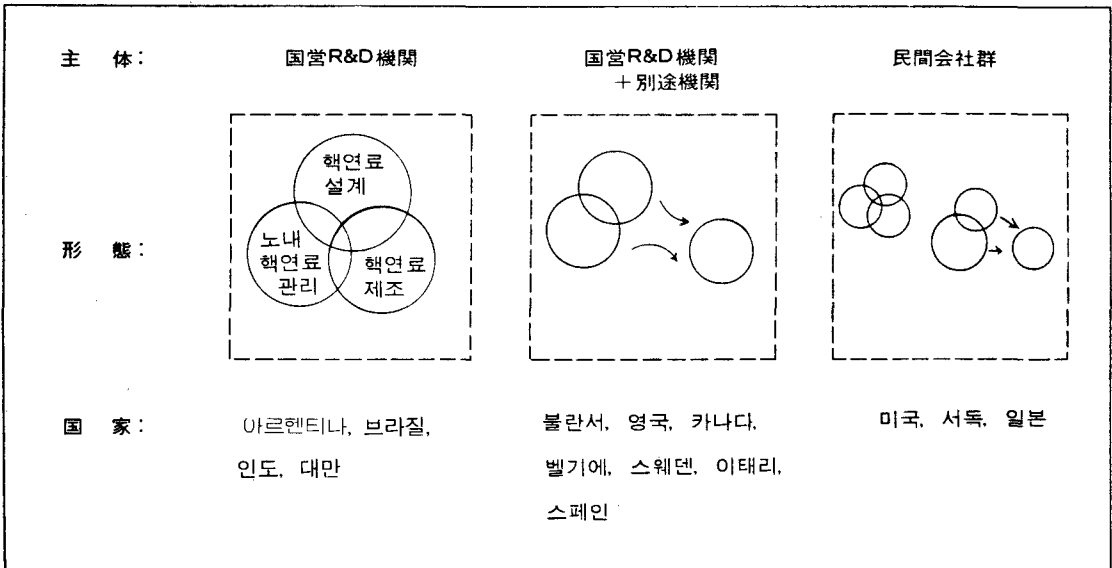 主 体 : 国営R&D機関 国営R&D機関 民間会社群
+別途機関
핵연료
설계
노내
핵연료
관리
핵연료
제조
形 態 :
国 家 : 아르헨티나, 브라질, 불란서, 영국, 카나다, 미국, 서독, 일본
인도, 대만 벨기에, 스웨덴, 이태리,
스페인